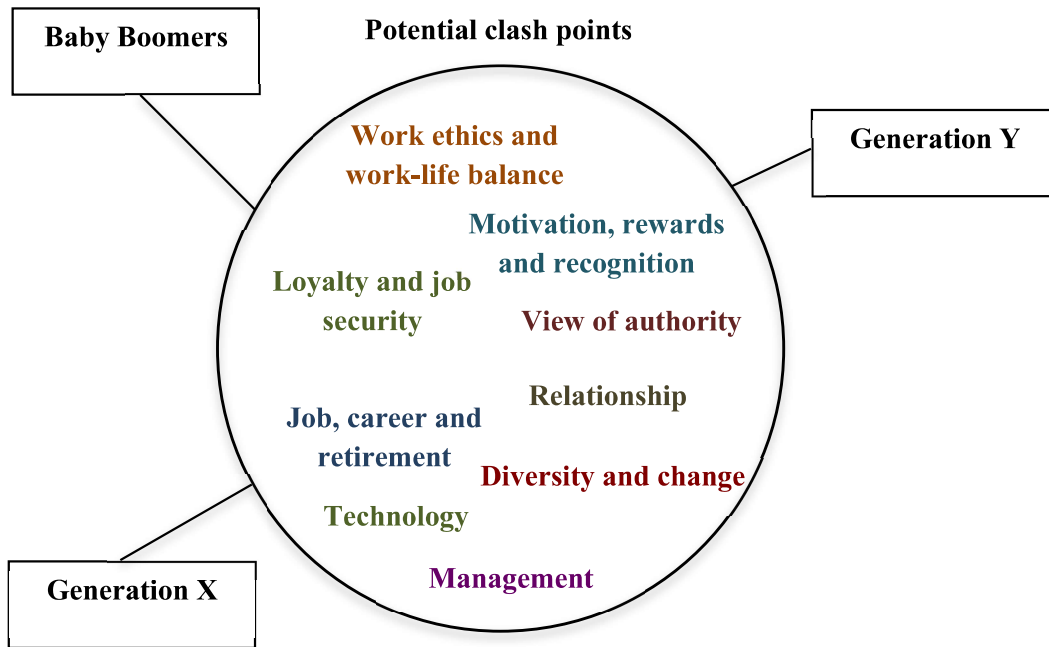 Baby Boomers
Potential clash points
Generation Y
Work ethics and
work-life balance
Motivation, rewards
and recognition
Loyalty and job
security
View of authority
Relationship
Job, career and
retirement
Diversity and change
Technology
Management
Generation X